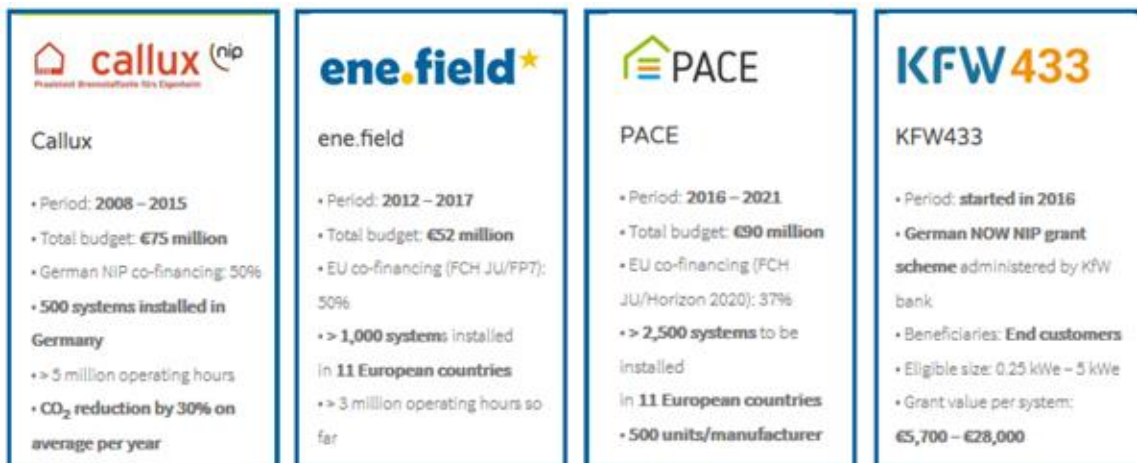 callux (nip
Praxistest Brennstoffzelle fürs Eigenheim
Callux
• Period: 2008 – 2015
• Total budget: €75 million
• German NIP co-financing: 50%
• 500 systems installed in
Germany
• > 5 million operating hours
• CO₂ reduction by 30% on
average per year
ene.field
ene.field
• Period: 2012 – 2017
• Total budget: €52 million
• EU co-financing (FCH JU/FP7):
50%
• > 1,000 systems installed
in 11 European countries
• > 3 million operating hours so
far
PACE
PACE
• Period: 2016 – 2021
• Total budget: €90 million
• EU co-financing (FCH
JU/Horizon 2020): 37%
• > 2,500 systems to be
installed
in 11 European countries
• 500 units/manufacturer
KFW433
KFW433
• Period: started in 2016
• German NOW NIP grant
scheme administered by KfW
bank
• Beneficiaries: End customers
• Eligible size: 0.25 kWe – 5 kWe
• Grant value per system:
€5,700 – €28,000